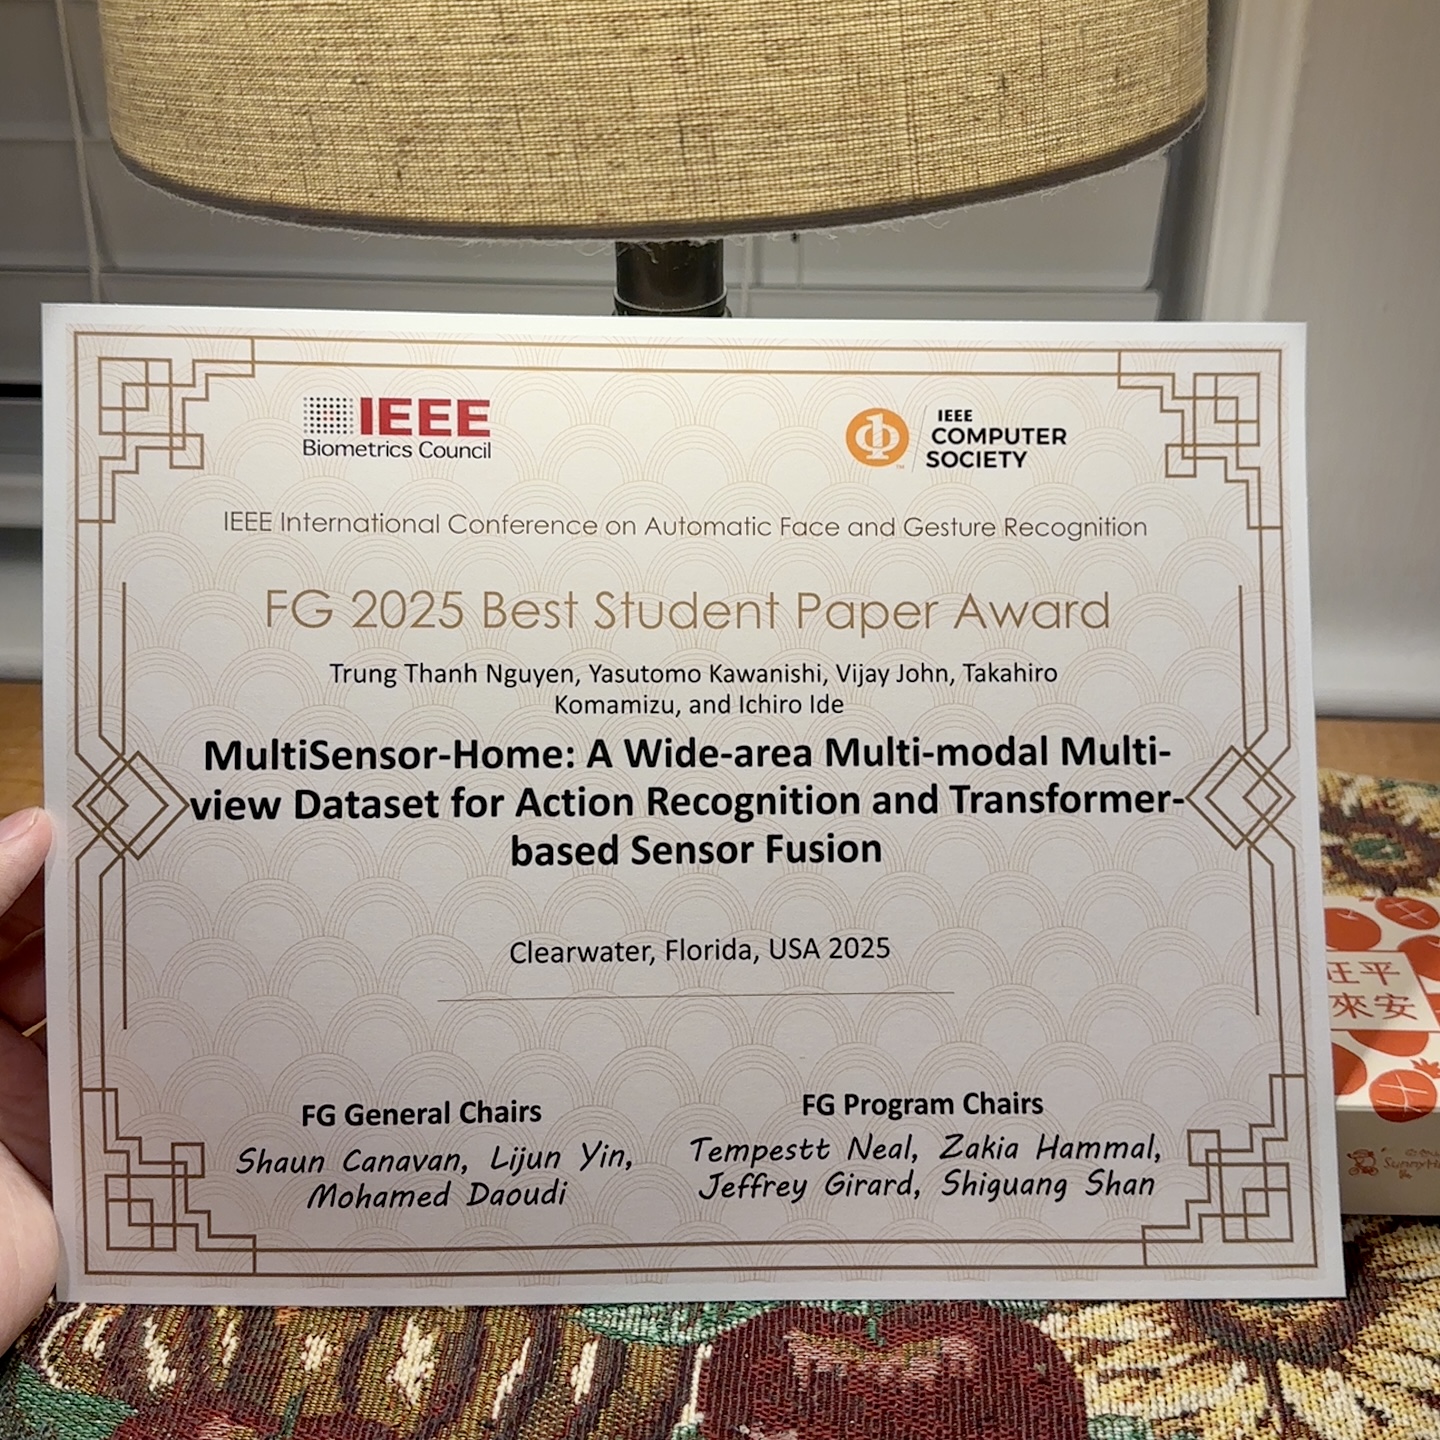 IEEE
Biometrics Council
IEEE
COMPUTER
SOCIETY
TM
IEEE International Conference on Automatic Face and Gesture Recognition
FG 2025 Best Student Paper Award
Trung Thanh Nguyen, Yasutomo Kawanishi, Vijay John, Takahiro
Komamizu, and Ichiro Ide
MultiSensor-Home: A Wide-area Multi-modal Multi-
view Dataset for Action Recognition and Transformer-
based Sensor Fusion
Clearwater, Florida, USA 2025
FG General Chairs
Shaun Canavan, Lijun Yin,
Mohamed Daoudi
FG Program Chairs
Tempestt Neal, Zakia Hammal,
Jeffrey Girard, Shiguang Shan
旺平
來安